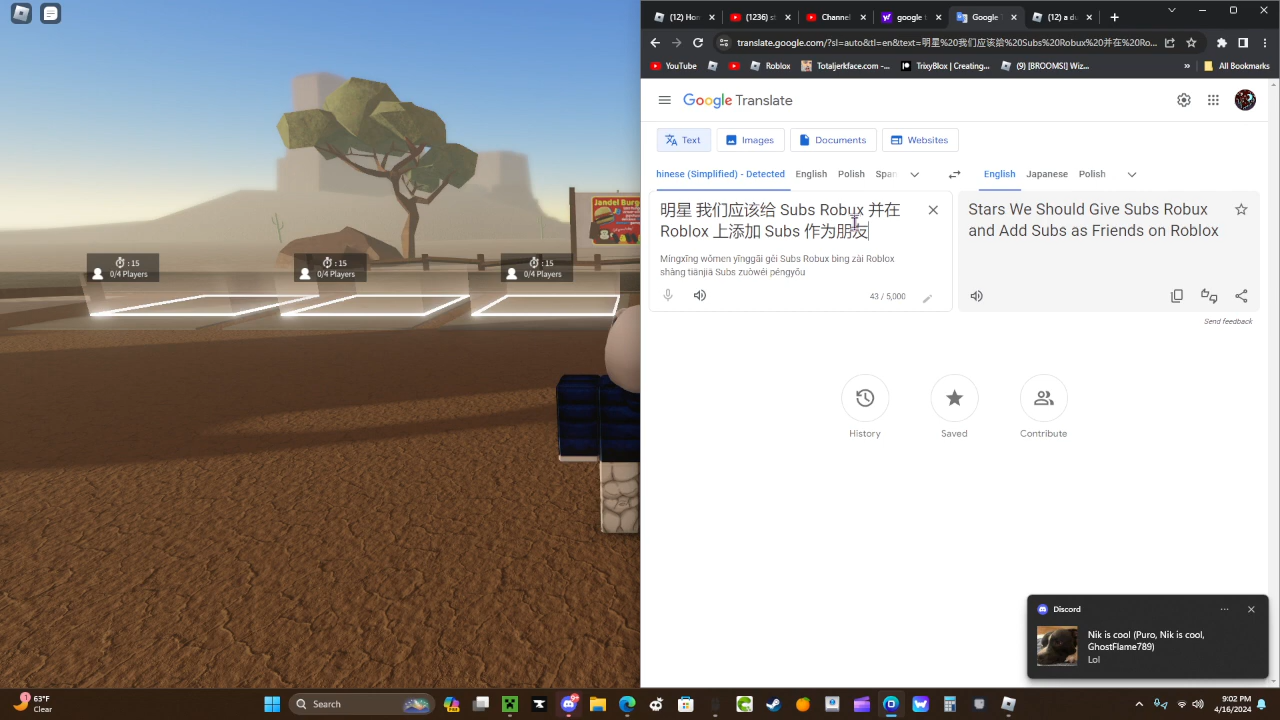 (12) Hon
(1236) st
Channel
google t
Google T
(12) a du
translate.google.com/?sl=auto&tl=en&text=明星%20我们应该给%20Subs%20Robux%20并在%20Ro...
YouTube
Roblox
Totaljerkface.com -...
TrixyBlox | Creating...
(9) [BROOMS!] Wiz...
»
All Bookmarks
Google Translate
Text
Images
Documents
Websites
hinese (Simplified) - Detected
English
Polish
Span
English
Japanese
Polish
明星 我们应该给 Subs Robux 并在
Roblox 上添加 Subs 作为朋友
Míngxīng wǒmen yīnggāi gěi Subs Robux bìng zài Roblox
shàng tiānjiā Subs zuòwéi péngyǒu
43 / 5,000
Stars We Should Give Subs Robux
and Add Subs as Friends on Roblox
Send feedback
History
Saved
Contribute
Jandel Burge
:15
0/4 Players
:15
0/4 Players
:15
0/4 Players
Discord
Nik is cool (Puro, Nik is cool,
GhostFlame789)
Lol
1
63°F
Clear
Search
9:02 PM
4/16/2024